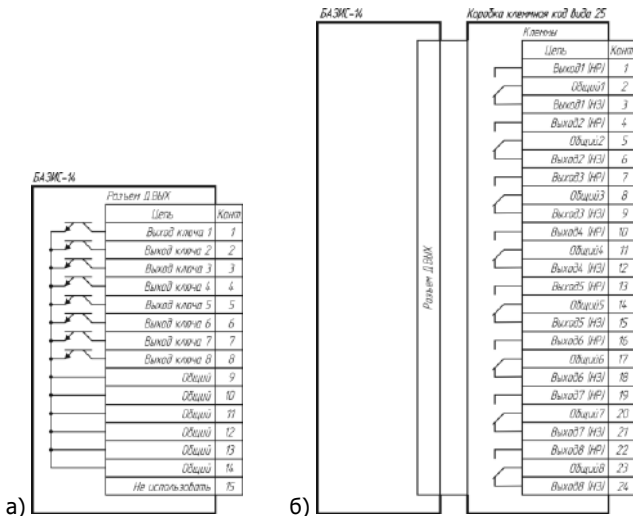 БАЗИС-14
Разъем Д.ВЫХ
Цепь Конт
Выход ключа 1 1
Выход ключа 2 2
Выход ключа 3 3
Выход ключа 4 4
Выход ключа 5 5
Выход ключа 6 6
Выход ключа 7 7
Выход ключа 8 8
Общий 9
Общий 10
Общий 11
Общий 12
Общий 13
Общий 14
Не использовать 15
а)
БАЗИС-14
Разъем Д.ВЫХ
Коробка клеммная код вида 25
Клеммы
Цепь Конт
Выход1 (НР) 1
Общий1 2
Выход1 (НЗ) 3
Выход2 (НР) 4
Общий2 5
Выход2 (НЗ) 6
Выход3 (НР) 7
Общий3 8
Выход3 (НЗ) 9
Выход4 (НР) 10
Общий4 11
Выход4 (НЗ) 12
Выход5 (НР) 13
Общий5 14
Выход5 (НЗ) 15
Выход6 (НР) 16
Общий6 17
Выход6 (НЗ) 18
Выход7 (НР) 19
Общий7 20
Выход7 (НЗ) 21
Выход8 (НР) 22
Общий8 23
Выход8 (НЗ) 24
б)